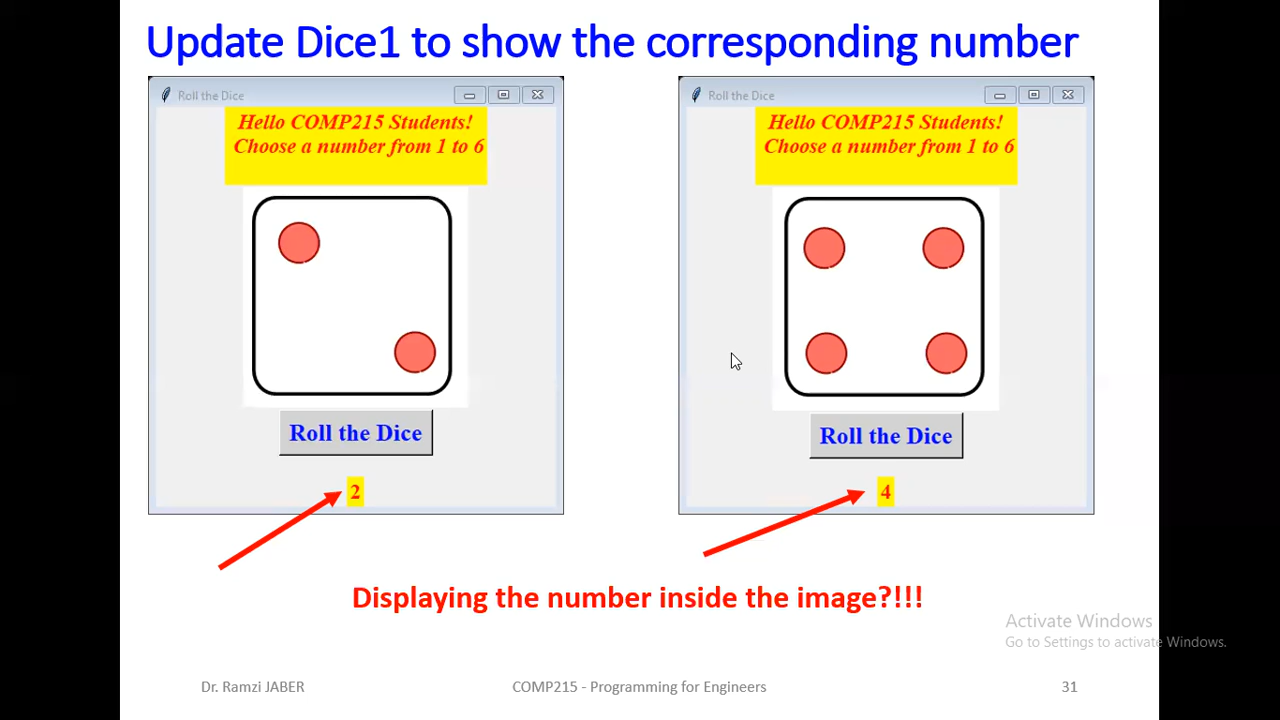 Update Dice1 to show the corresponding number
Roll the Dice
Hello COMP215 Students!
Choose a number from 1 to 6
Roll the Dice
2
Roll the Dice
Hello COMP215 Students!
Choose a number from 1 to 6
Roll the Dice
4
Displaying the number inside the image?!!!
Activate Windows
Go to Settings to activate Windows.
Dr. Ramzi JABER
COMP215 - Programming for Engineers
31